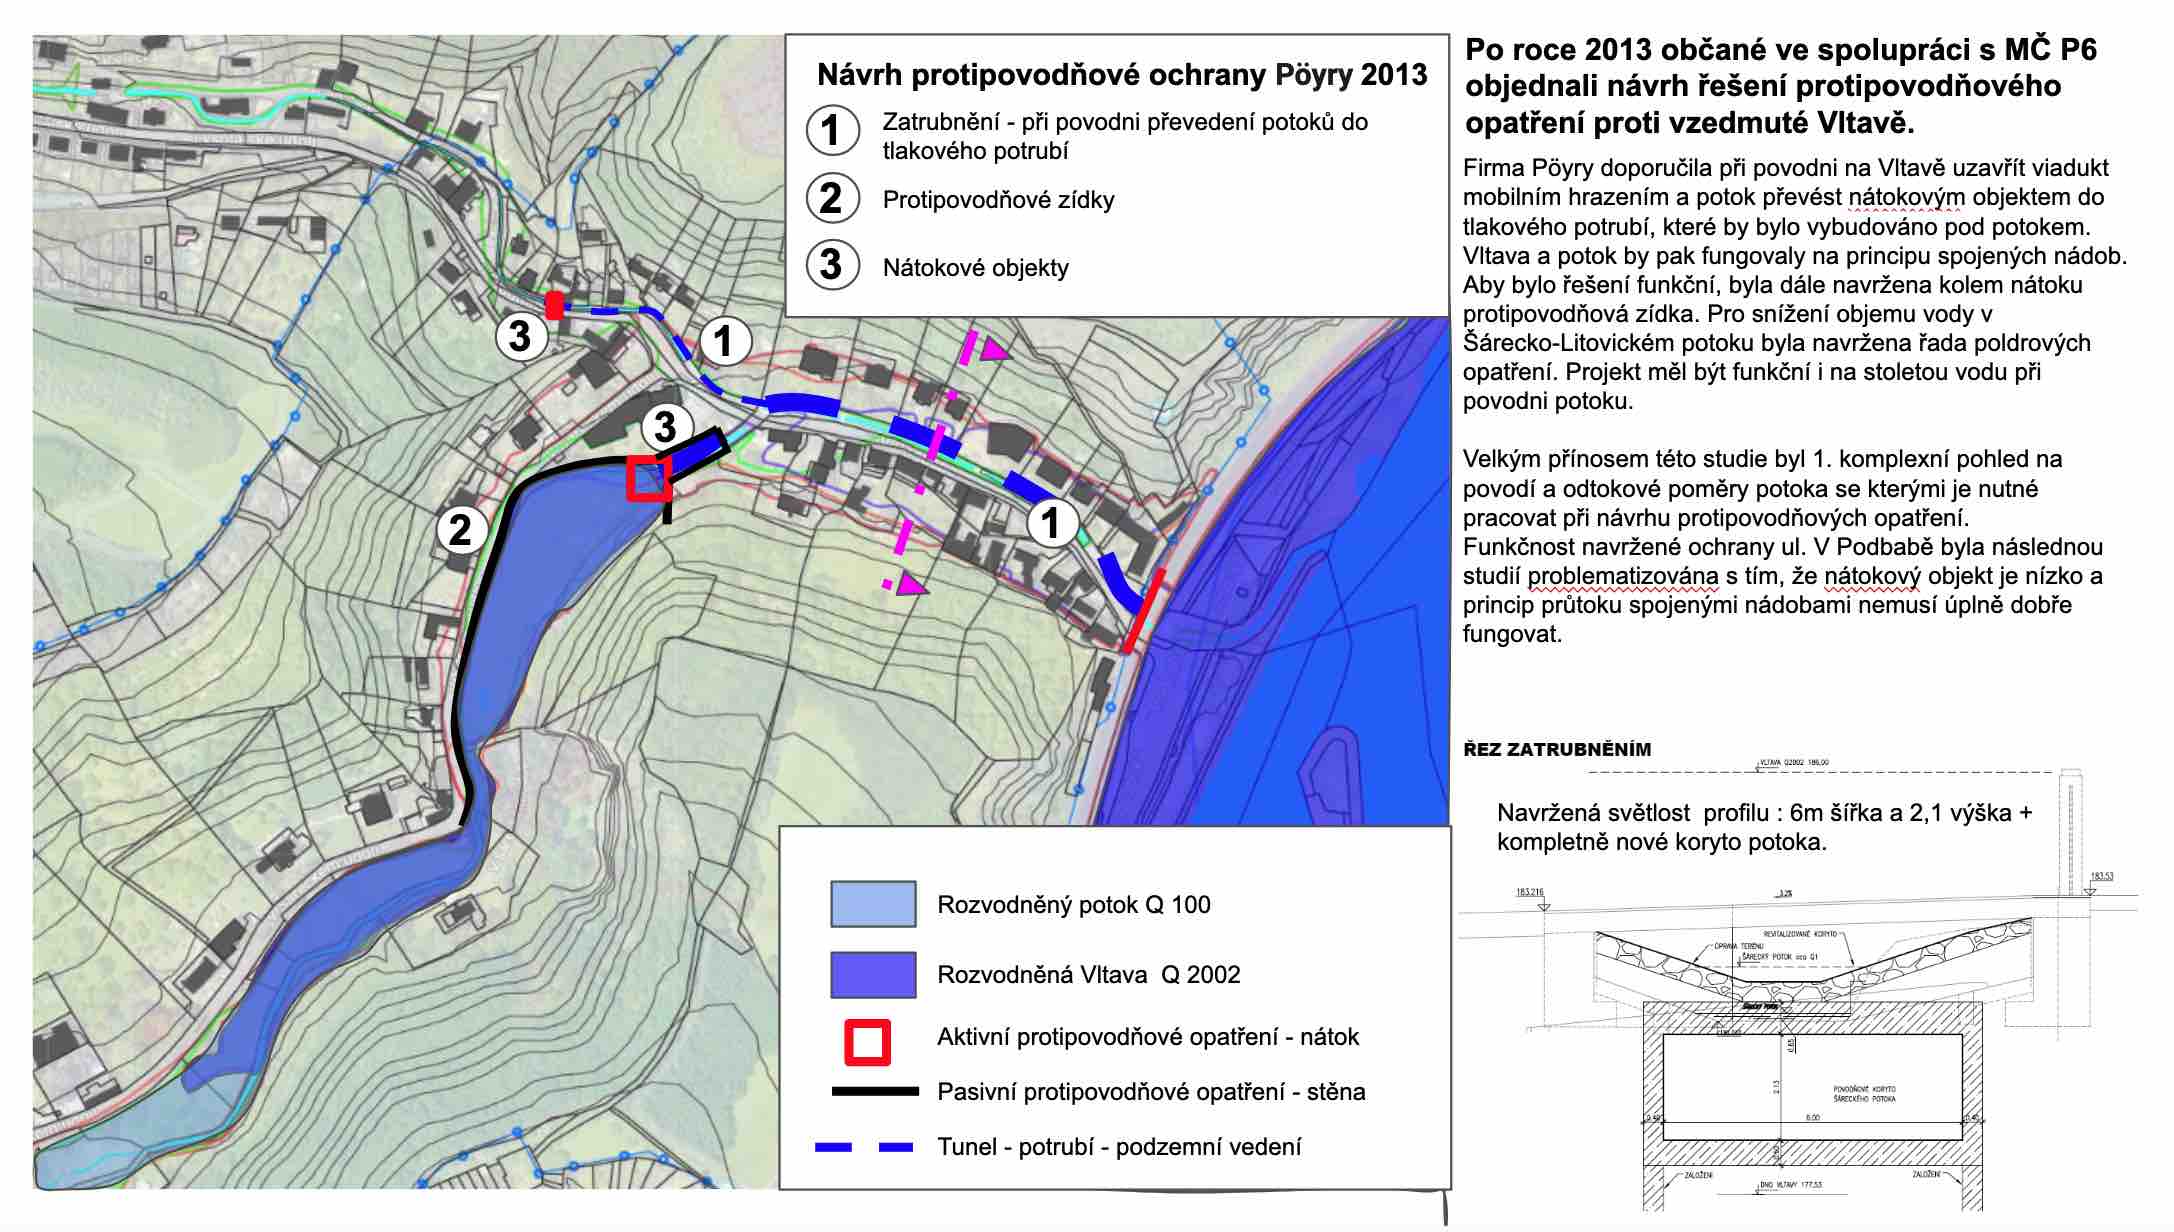 Návrh protipovodňové ochrany Pöyry 2013
1
Zatrubnění - při povodni převedení potoků do
tlakového potrubí
2
Protipovodňové zídky
3
Nátokové objekty
3
1
3
2
1
Rozvodněný potok Q 100
Rozvodněná Vltava Q 2002
Aktivní protipovodňové opatření - nátok
Pasivní protipovodňové opatření - stěna
Tunel - potrubí - podzemní vedení
Po roce 2013 občané ve spolupráci s MČ P6
objednali návrh řešení protipovodňového
opatření proti vzedmuté Vltavě.
Firma Pöyry doporučila při povodni na Vltavě uzavřít viadukt
mobilním hrazením a potok převést nátokovým objektem do
tlakového potrubí, které by bylo vybudováno pod potokem.
Vltava a potok by pak fungovaly na principu spojených nádob.
Aby bylo řešení funkční, byla dále navržena kolem nátoku
protipovodňová zídka. Pro snížení objemu vody v
Šárecko-Litovickém potoku byla navržena řada poldrových
opatření. Projekt měl být funkční i na stoletou vodu při
povodni potoku.
Velkým přínosem této studie byl 1. komplexní pohled na
povodí a odtokové poměry potoka se kterými je nutné
pracovat při návrhu protipovodňových opatření.
Funkčnost navržené ochrany ul. V Podbabě byla následnou
studií problematizována s tím, že nátokový objekt je nízko a
princip průtoku spojenými nádobami nemusí úplně dobře
fungovat.
ŘEZ ZATRUBNĚNÍM
VLTAVA Q2002 186,00
Navržená světlost profilu : 6m šířka a 2,1 výška +
kompletně nové koryto potoka.
183.216
3.2%
183.53
REVITALIZOVANÉ KORYTO
ÚPRAVA TERÉNU
ŠÁRECKÝ POTOK cca Q1
0.65
2.15
POVODŇOVÉ KORYTO
ŠÁRECKÉHO POTOKA
0.40
6.00
0.40
0.60
ZALOŽENÍ
ZALOŽENÍ
DNO VLTAVY 177,53